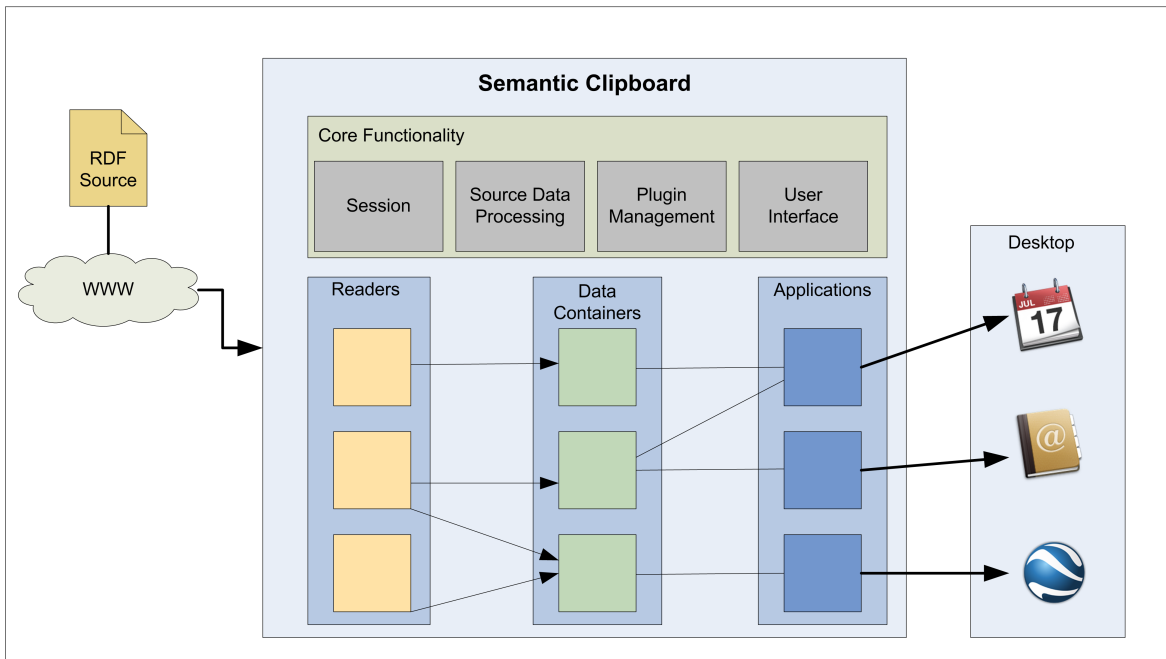 Semantic Clipboard
Core Functionality
RDF
Source
Session
Source Data
Processing
Plugin
Management
User
Interface
WWW
Desktop
Readers
Data
Containers
Applications
JUL
17
@